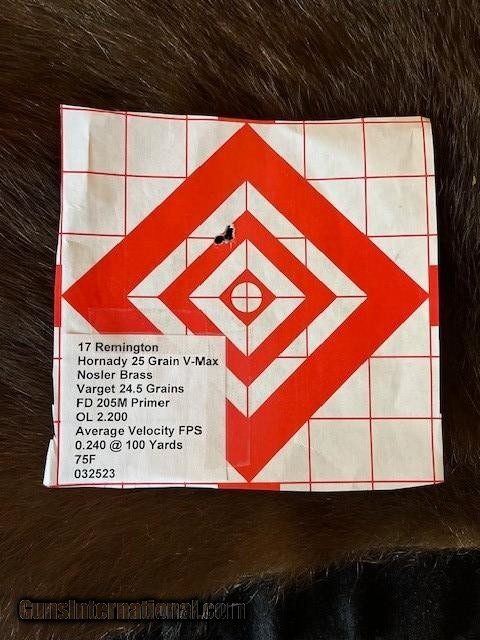 17 Remington
Hornady 25 Grain V-Max
Nosler Brass
Varget 24.5 Grains
FD 205M Primer
OL 2.200
Average Velocity FPS
0.240 @ 100 Yards
75F
032523
GunsInternational.com